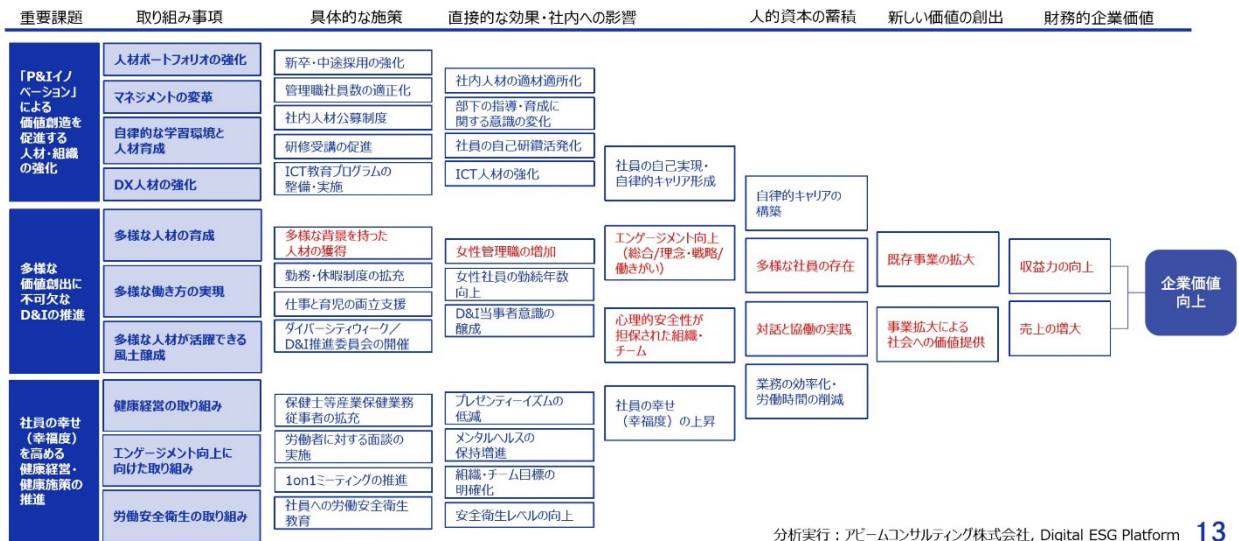 重要課題
取り組み事項
具体的な施策
直接的な効果・社内への影響
人的資本の蓄積
新しい価値の創出
財務的企業価値
「P&Iイノ
ベーション」
による
価値創造を
促進する
人材・組織
の強化
人材ポートフォリオの強化
マネジメントの変革
自律的な学習環境と
人材育成
DX人材の強化
新卒・中途採用の強化
管理職社員数の適正化
社内人材公募制度
研修受講の促進
ICT教育プログラムの
整備・実施
社内人材の適材適所化
部下の指導・育成に
関する意識の変化
社員の自己研鑽活発化
ICT人材の強化
社員の自己実現・
自律的キャリア形成
自律的キャリアの
構築
多様な
価値創出に
不可欠な
D&Iの推進
多様な人材の育成
多様な働き方の実現
多様な人材が活躍できる
風土醸成
多様な背景を持った
人材の獲得
勤務・休暇制度の拡充
仕事と育児の両立支援
ダイバーシティウィーク／
D&I推進委員会の開催
女性管理職の増加
女性社員の勤続年数
向上
D&I当事者意識の
醸成
エンゲージメント向上
（総合/理念・戦略/
働きがい）
心理的安全性が
担保された組織・
チーム
多様な社員の存在
対話と協働の実践
既存事業の拡大
事業拡大による
社会への価値提供
収益力の向上
売上の増大
企業価値
向上
社員の幸せ
（幸福度）
を高める
健康経営・
健康施策の
推進
健康経営の取り組み
エンゲージメント向上に
向けた取り組み
労働安全衛生の取り組み
保健士等産業保健業務
従事者の拡充
労働者に対する面談の
実施
1on1ミーティングの推進
社員への労働安全衛生
教育
プレゼンティーイズムの
低減
メンタルヘルスの
保持増進
組織・チーム目標の
明確化
安全衛生レベルの向上
社員の幸せ
（幸福度）の上昇
業務の効率化・
労働時間の削減
分析実行：アビームコンサルティング株式会社, Digital ESG Platform
13